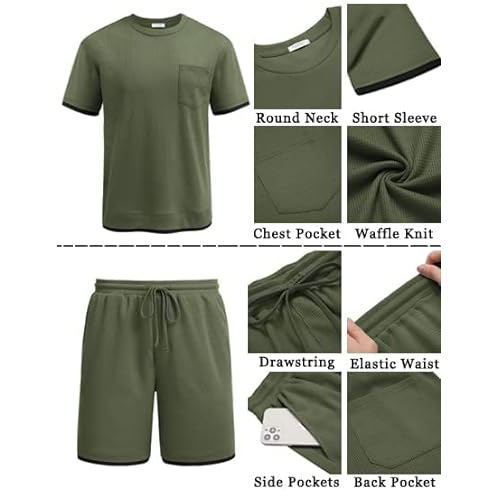 Round Neck
Short Sleeve
Chest Pocket
Waffle Knit
Drawstring
Elastic Waist
Side Pockets
Back Pocket